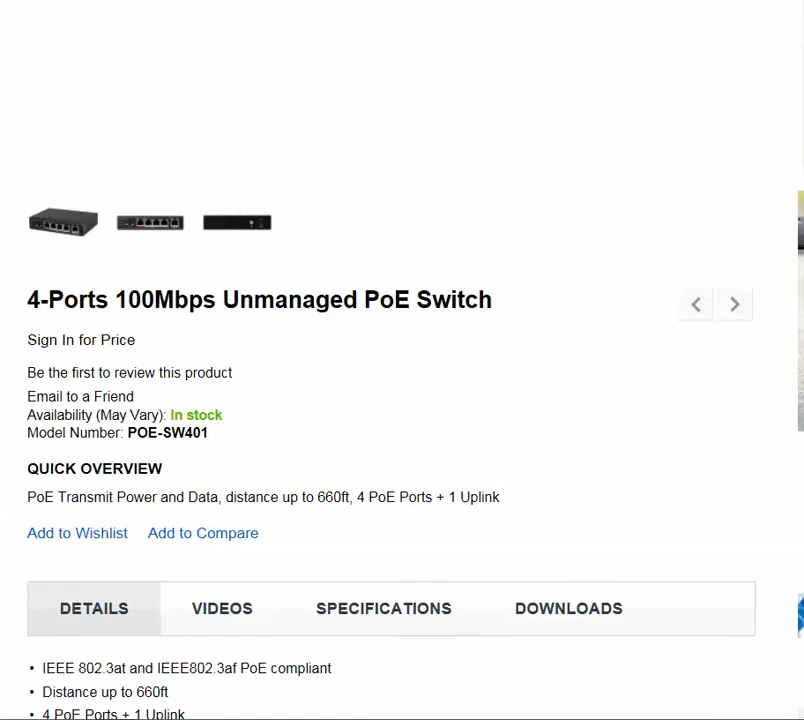 4-Ports 100Mbps Unmanaged PoE Switch
Sign In for Price
Be the first to review this product
Email to a Friend
Availability (May Vary): In stock
Model Number: POE-SW401
QUICK OVERVIEW
PoE Transmit Power and Data, distance up to 660ft, 4 PoE Ports + 1 Uplink
Add to Wishlist Add to Compare
DETAILS VIDEOS SPECIFICATIONS DOWNLOADS
• IEEE 802.3at and IEEE802.3af PoE compliant
• Distance up to 660ft
• 4 PoE Ports + 1 Uplink